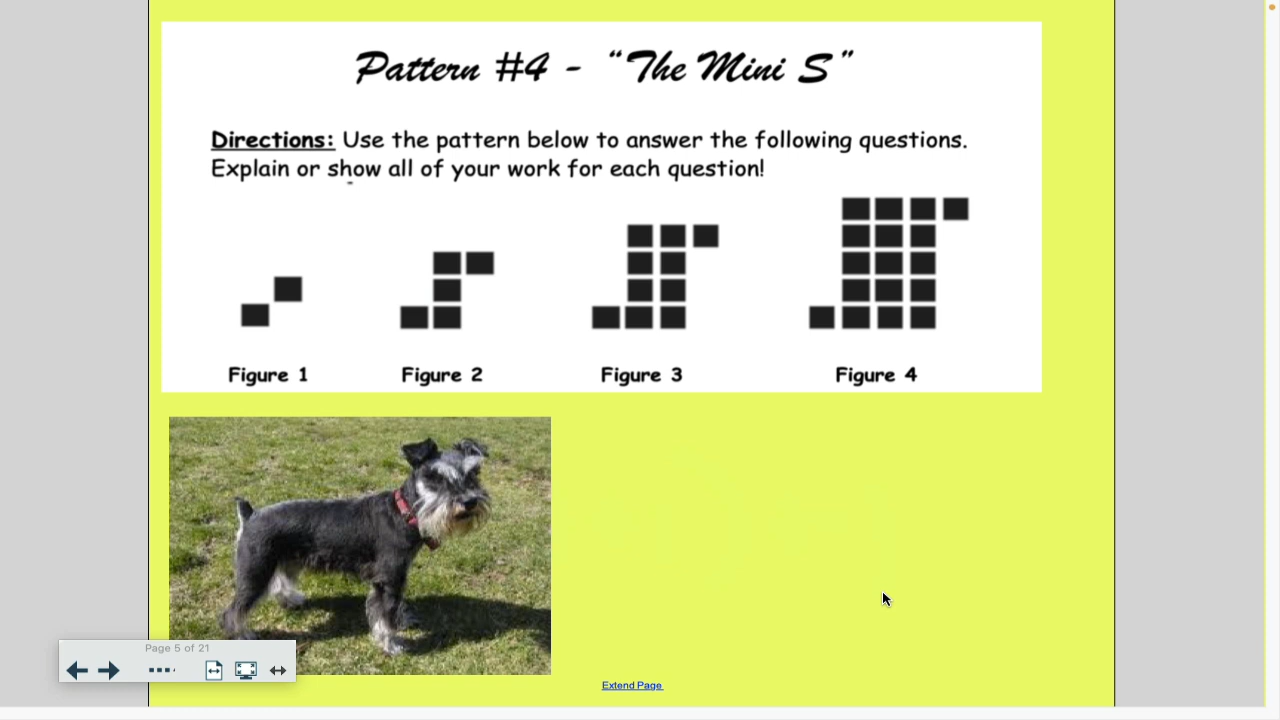 Pattern #4 - “The Mini S”
Directions: Use the pattern below to answer the following questions.
Explain or show all of your work for each question!
Figure 1
Figure 2
Figure 3
Figure 4
Page 5 of 21
Extend Page